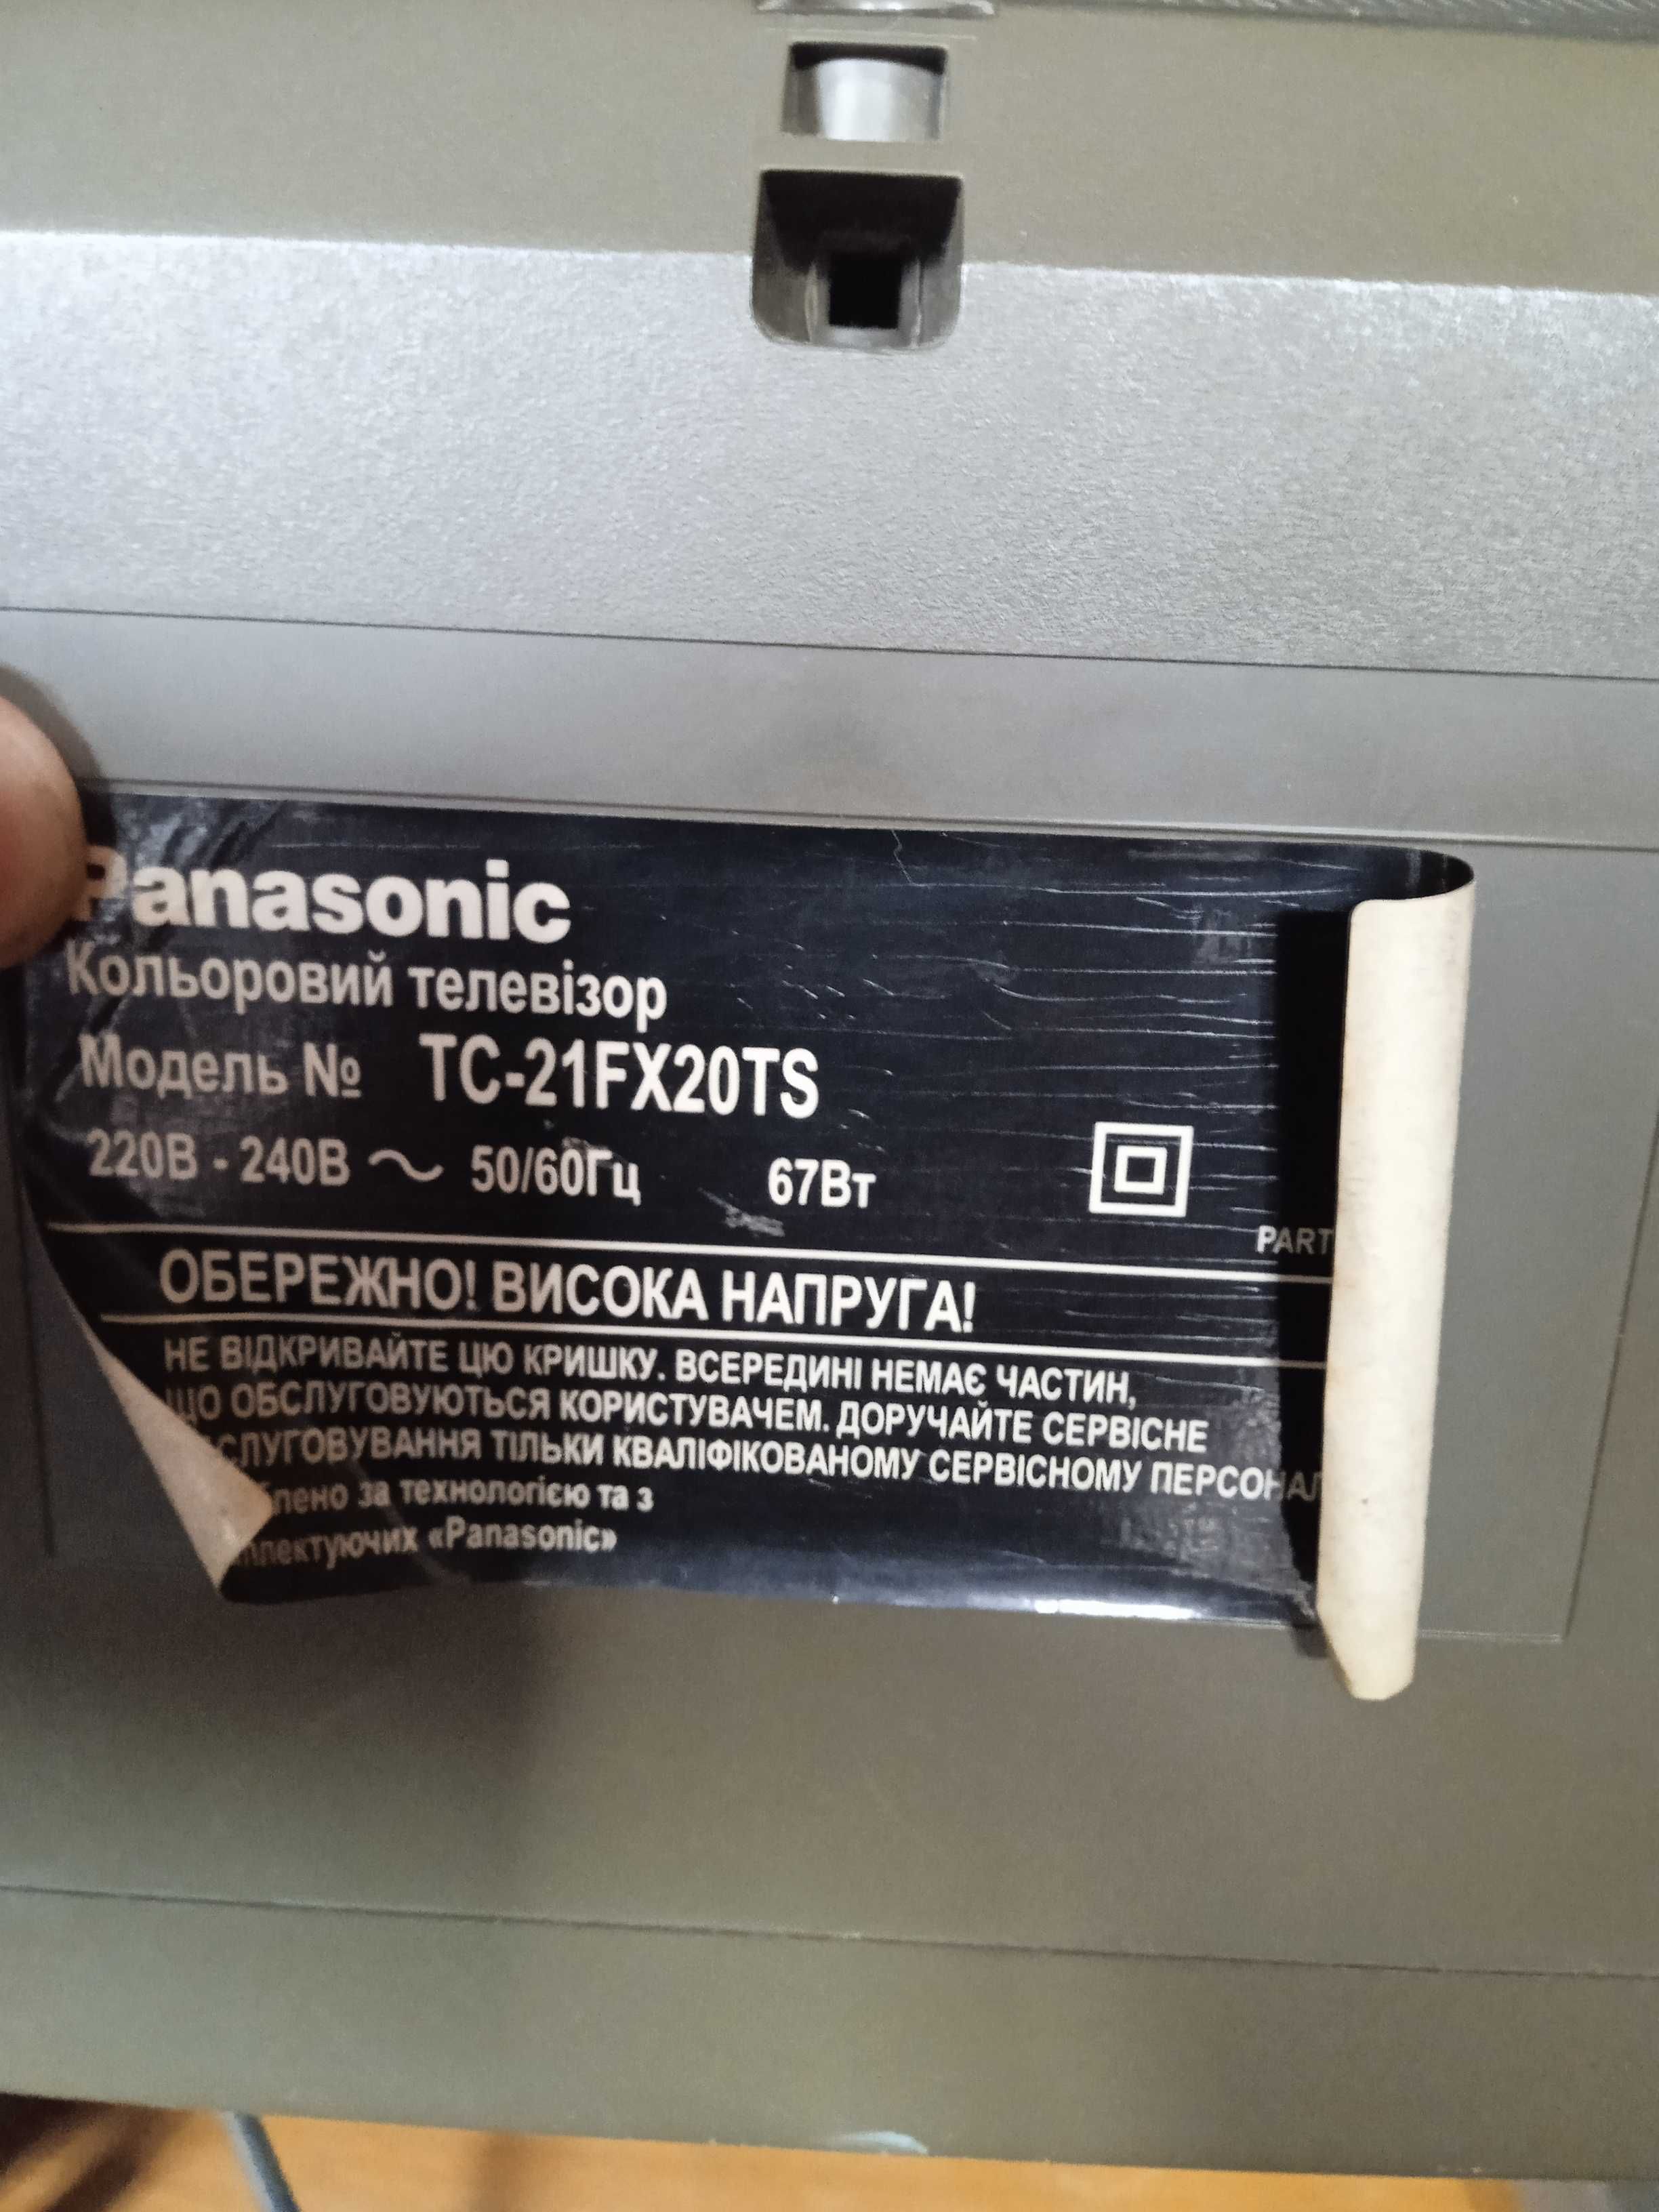 Panasonic
Кольоровий телевізор
Модель № TC-21FX20TS
220В - 240В ~ 50/60Гц 67Вт
PART
ОБЕРЕЖНО! ВИСОКА НАПРУГА!
НЕ ВІДКРИВАЙТЕ ЦЮ КРИШКУ. ВСЕРЕДИНІ НЕМАЄ ЧАСТИН,
ЩО ОБСЛУГОВУЮТЬСЯ КОРИСТУВАЧЕМ. ДОРУЧАЙТЕ СЕРВІСНЕ
СЛУГОВУВАННЯ ТІЛЬКИ КВАЛІФІКОВАНОМУ СЕРВІСНОМУ ПЕРСОНАЛ
лено за технологією та з
плектуючих «Panasonic»